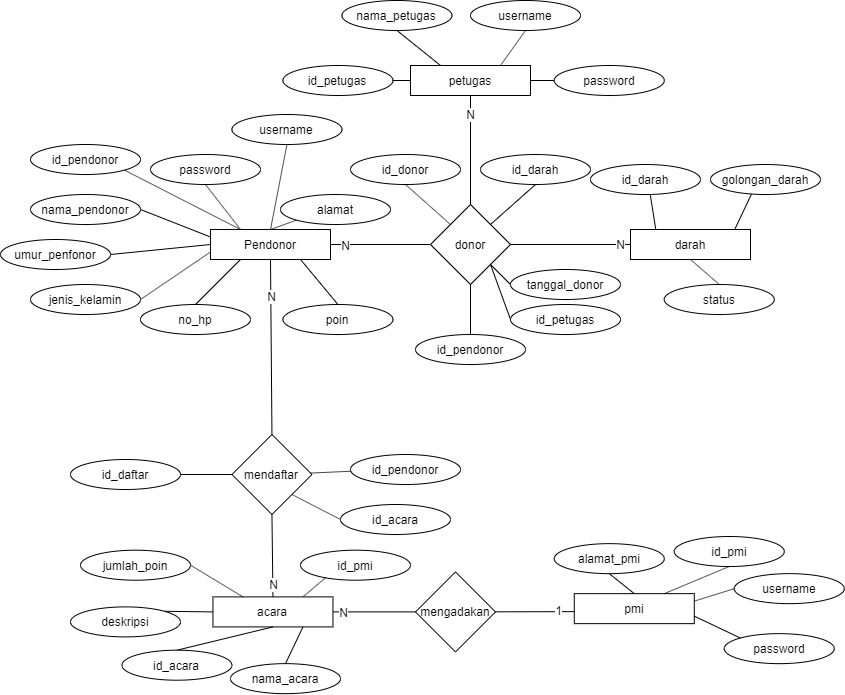 nama_petugas
username
id_petugas
petugas
password
N
username
id_pendonor
password
id_donor
id_darah
id_darah
golongan_darah
nama_pendonor
alamat
Pendonor
N
donor
N
darah
umur_penfonor
jenis_kelamin
N
no_hp
poin
tanggal_donor
id_petugas
status
id_pendonor
id_daftar
mendaftar
id_pendonor
id_acara
jumlah_poin
N
id_pmi
alamat_pmi
id_pmi
username
deskripsi
acara
N
mengadakan
1
pmi
password
id_acara
nama_acara